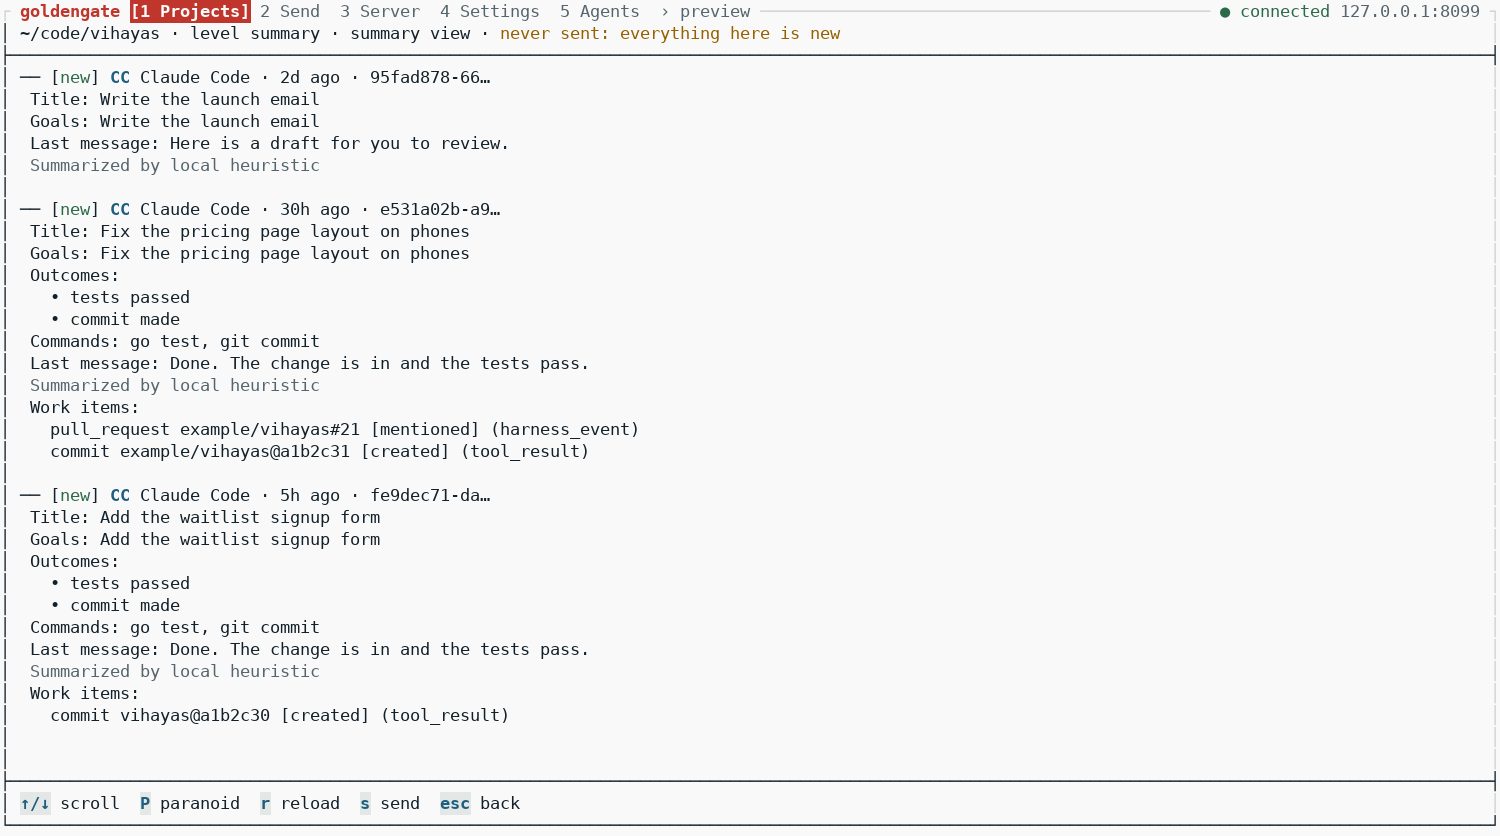 goldengate [1 Projects] 2 Send 3 Server 4 Settings 5 Agents › preview ● connected 127.0.0.1:8099
~/code/vihayas · level summary · summary view · never sent: everything here is new
── [new] CC Claude Code · 2d ago · 95fad878-66…
Title: Write the launch email
Goals: Write the launch email
Last message: Here is a draft for you to review.
Summarized by local heuristic
── [new] CC Claude Code · 30h ago · e531a02b-a9…
Title: Fix the pricing page layout on phones
Goals: Fix the pricing page layout on phones
Outcomes:
• tests passed
• commit made
Commands: go test, git commit
Last message: Done. The change is in and the tests pass.
Summarized by local heuristic
Work items:
pull_request example/vihayas#21 [mentioned] (harness_event)
commit example/vihayas@a1b2c31 [created] (tool_result)
── [new] CC Claude Code · 5h ago · fe9dec71-da…
Title: Add the waitlist signup form
Goals: Add the waitlist signup form
Outcomes:
• tests passed
• commit made
Commands: go test, git commit
Last message: Done. The change is in and the tests pass.
Summarized by local heuristic
Work items:
commit vihayas@a1b2c30 [created] (tool_result)
↑/↓ scroll P paranoid r reload s send esc back